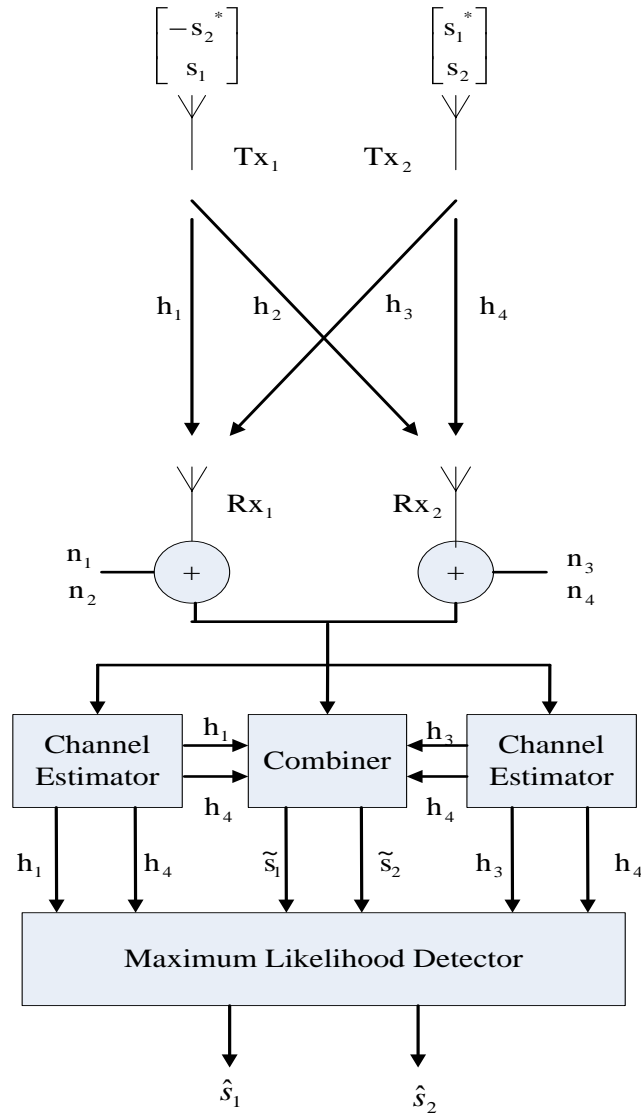 −s₂* s₁*
s₁ s₂
Tx₁ Tx₂
h₁ h₂ h₃ h₄
Rx₁ Rx₂
+ +
n₁ n₃
n₂ n₄
h₁ h₃
Channel Estimator
Combiner
Channel Estimator
h₄ h₄
h₁ h₄ s̃₁ s̃₂ h₃ h₄
Maximum Likelihood Detector
ŝ₁ ŝ₂